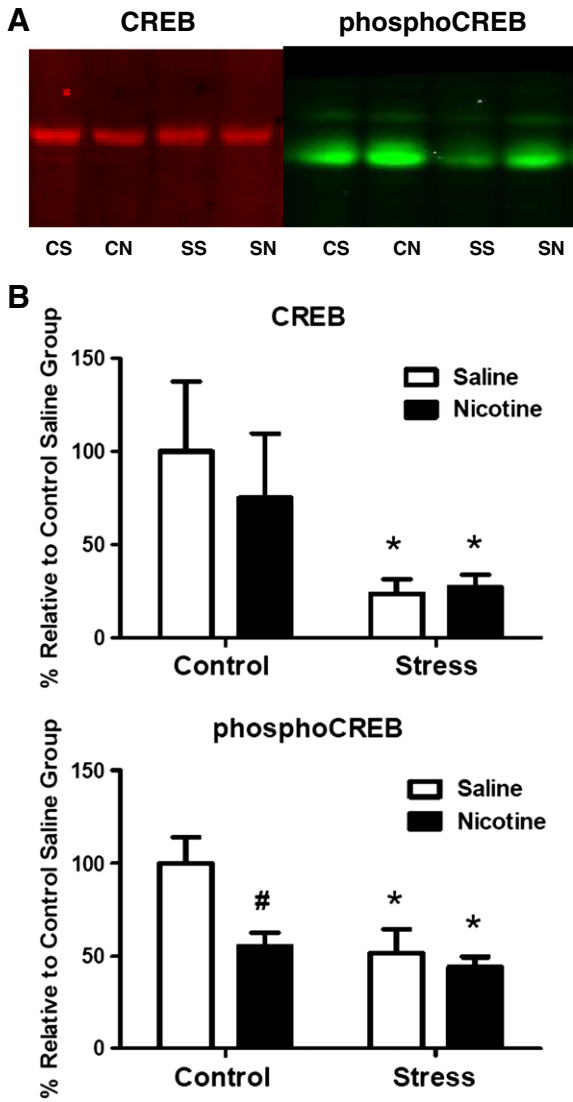 A
CREB
phosphoCREB
CS CN SS SN CS CN SS SN
B
CREB
% Relative to Control Saline Group
150
100
50
0
Saline
Nicotine
* *
Control Stress
phosphoCREB
% Relative to Control Saline Group
150
100
50
0
Saline
Nicotine
# * *
Control Stress